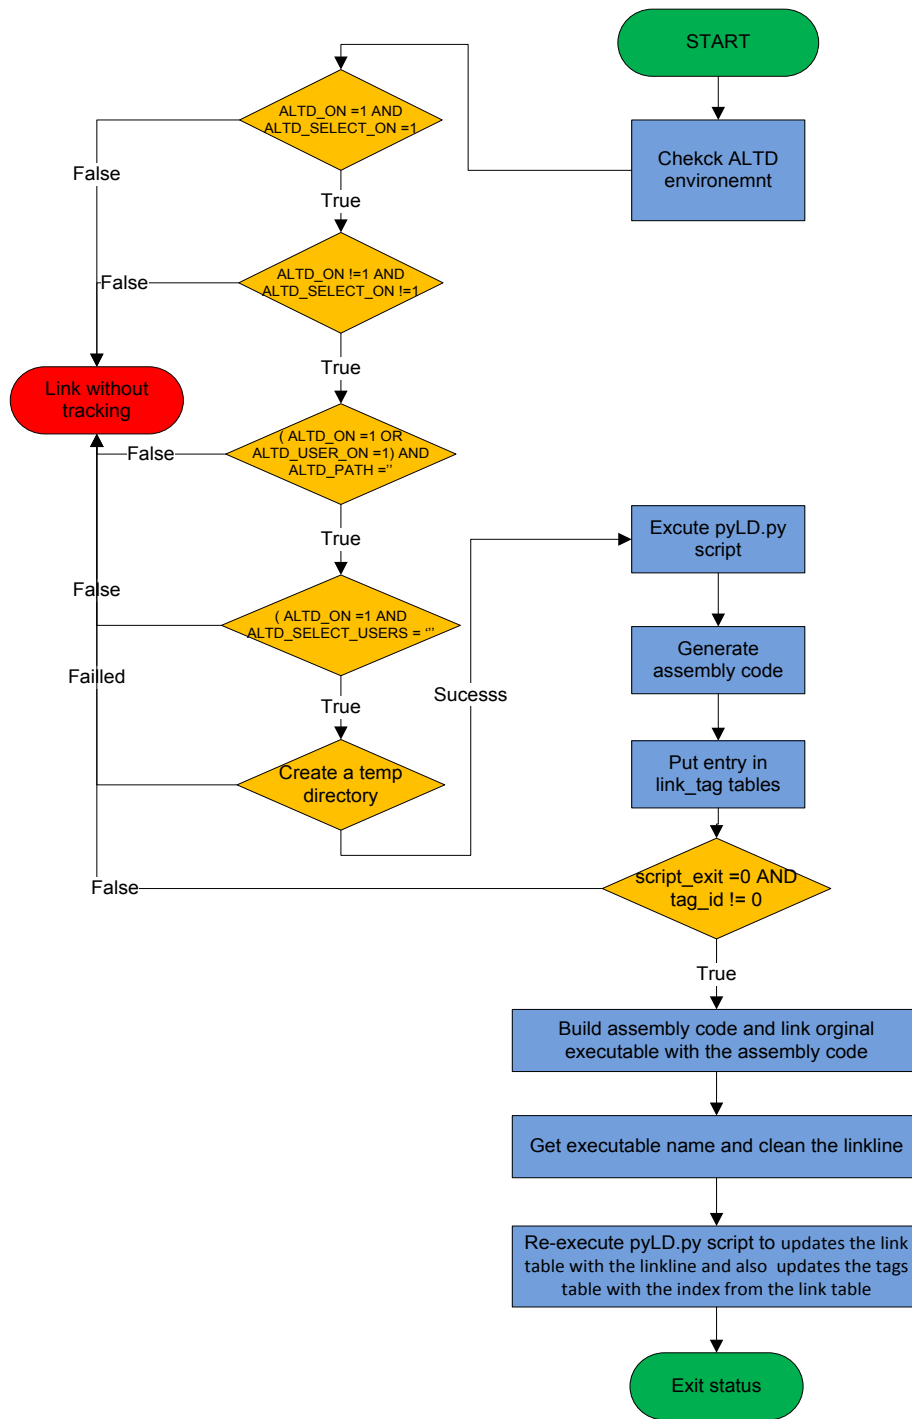 START
Chekck ALTD
environemnt
ALTD_ON =1 AND
ALTD_SELECT_ON =1
False
True
ALTD_ON !=1 AND
ALTD_SELECT_ON !=1
False
True
Link without
tracking
( ALTD_ON =1 OR
ALTD_USER_ON =1) AND
ALTD_PATH =’’
False
True
( ALTD_ON =1 AND
ALTD_SELECT_USERS = ‘’’
False
True
Create a temp
directory
Failled
Sucesss
Excute pyLD.py
script
Generate
assembly code
Put entry in
link_tag tables
script_exit =0 AND
tag_id != 0
False
True
Build assembly code and link orginal
executable with the assembly code
Get executable name and clean the linkline
Re-execute pyLD.py script to updates the link
table with the linkline and also updates the tags
table with the index from the link table
Exit status